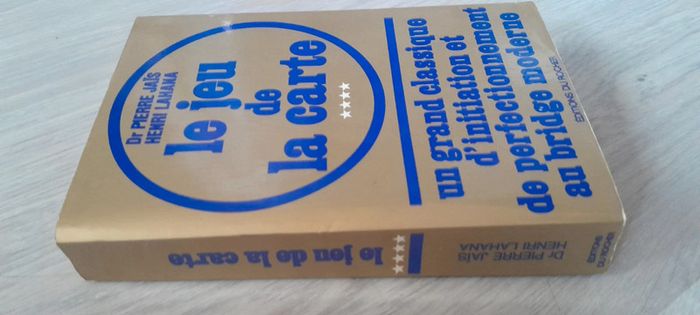 Dr PIERRE JAÏS
HENRI LAHANA
le jeu
de
la carte
un grand classique
d'initiation et
de perfectionnement
au bridge moderne
EDITIONS DU ROCHER
le jeu de la carte
Dr PIERRE JAÏS
HENRI LAHANA
EDITIONS
DU ROCHER